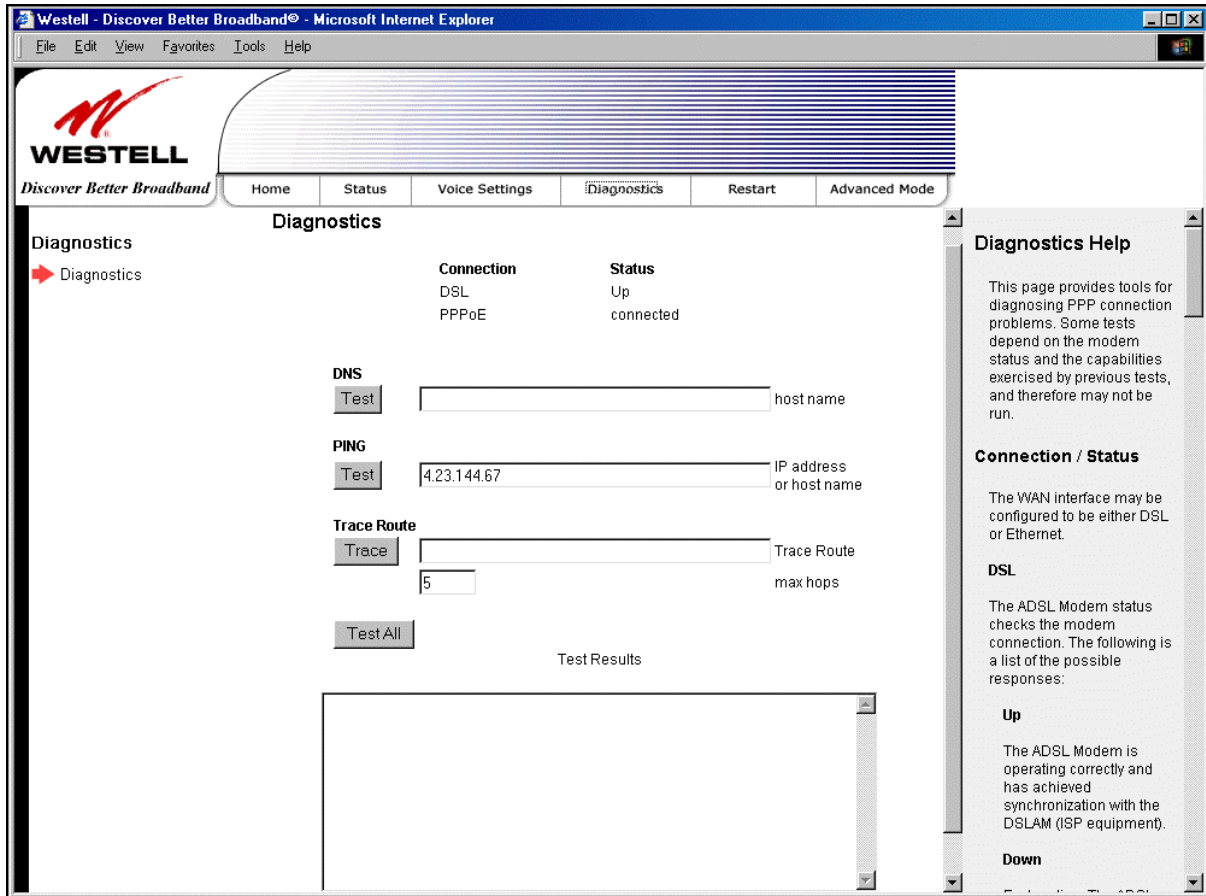 Westell - Discover Better Broadband® - Microsoft Internet Explorer
File Edit View Favorites Tools Help
WESTELL
®
Discover Better Broadband
Home Status Voice Settings Diagnostics Restart Advanced Mode
Diagnostics
Diagnostics
Diagnostics
Connection Status
DSL Up
PPPoE connected
DNS
Test host name
PING
Test 4.23.144.67 IP address
or host name
Trace Route
Trace Trace Route
5 max hops
Test All
Test Results
Diagnostics Help
This page provides tools for
diagnosing PPP connection
problems. Some tests
depend on the modem
status and the capabilities
exercised by previous tests,
and therefore may not be
run.
Connection / Status
The WAN interface may be
configured to be either DSL
or Ethernet.
DSL
The ADSL Modem status
checks the modem
connection. The following is
a list of the possible
responses:
Up
The ADSL Modem is
operating correctly and
has achieved
synchronization with the
DSLAM (ISP equipment).
Down